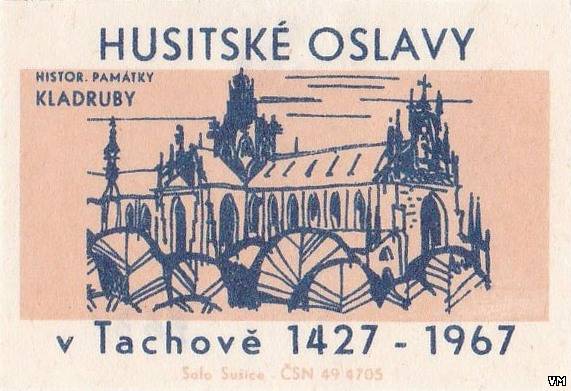 HUSITSKÉ OSLAVY
HISTOR. PAMÁTKY
KLADRUBY
v Tachově 1427 - 1967
Solo Sušice - ČSN 49 4705
VM